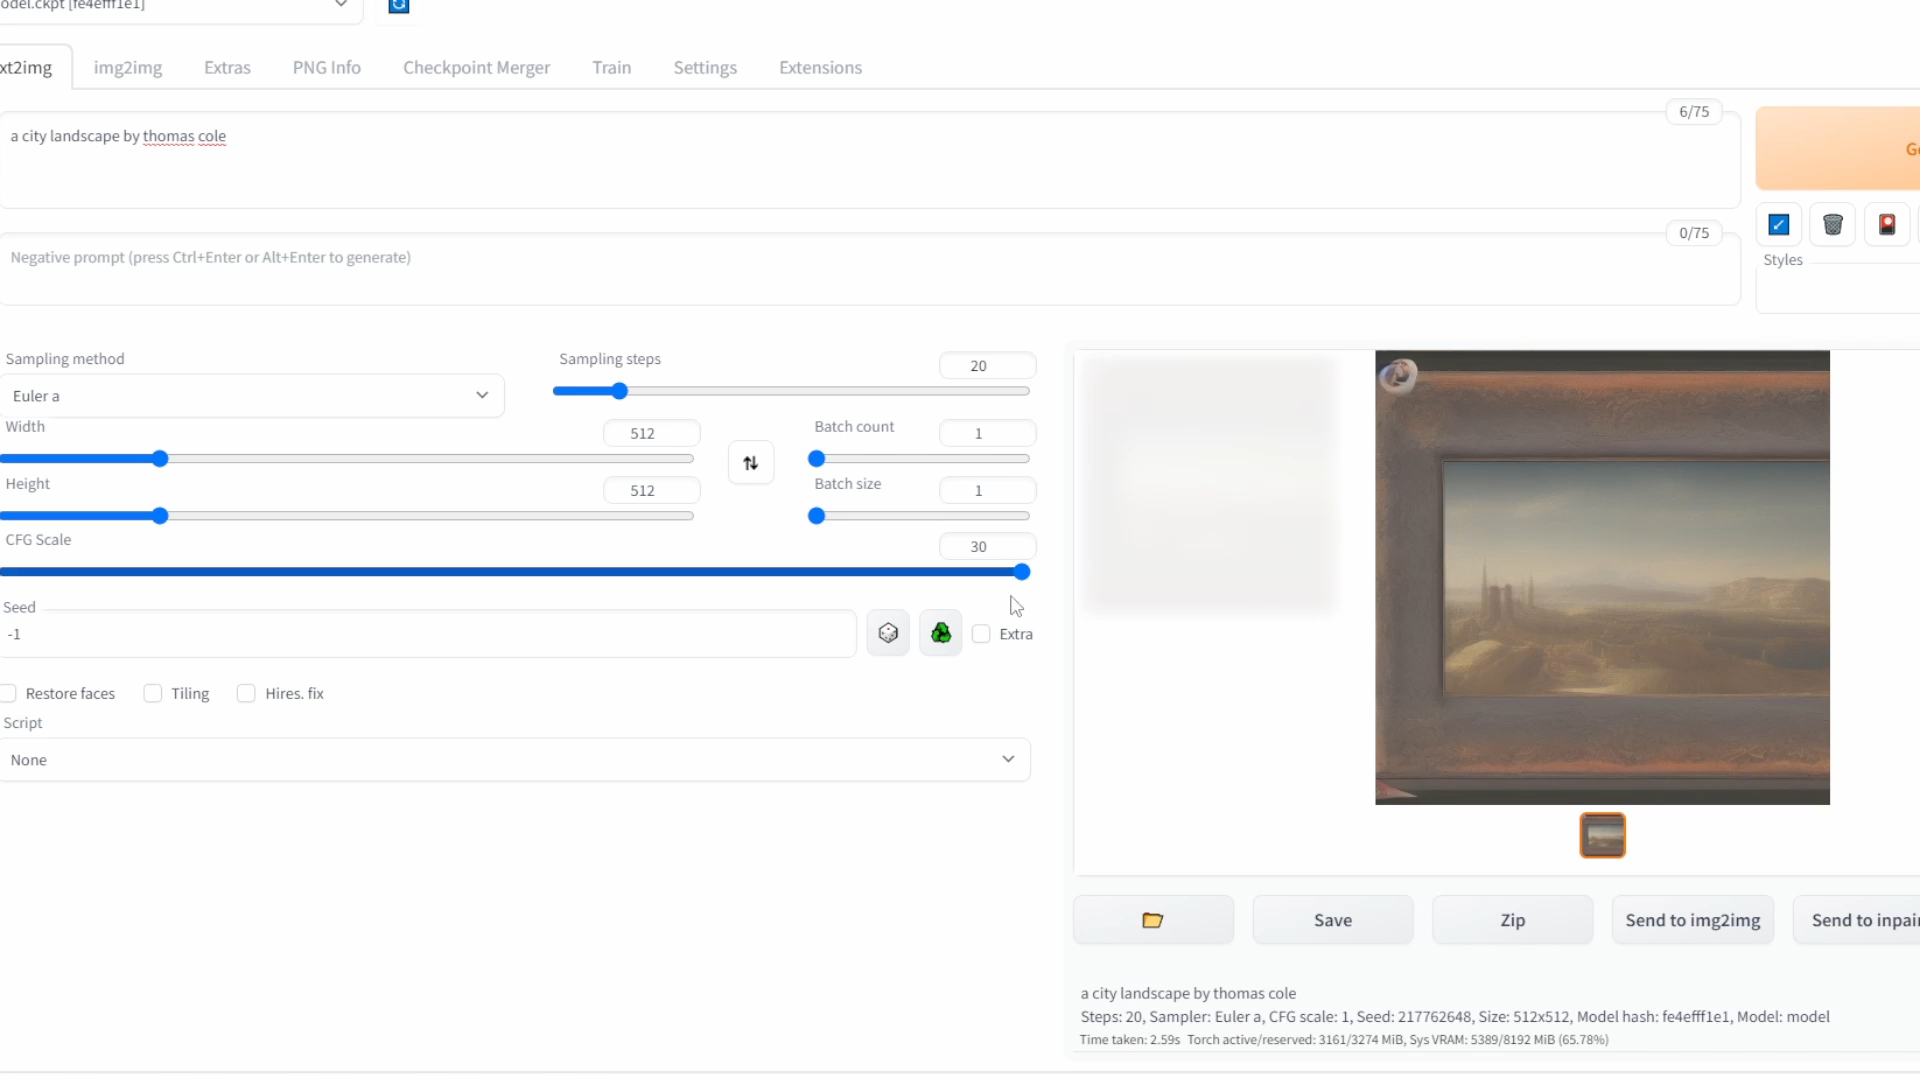 odel.ckpt [fe4efff1e1]
xt2img img2img Extras PNG Info Checkpoint Merger Train Settings Extensions
6/75
a city landscape by thomas cole
Ge
0/75
Negative prompt (press Ctrl+Enter or Alt+Enter to generate)
Styles
Sampling method
Sampling steps
20
Euler a
Width
512
Batch count
1
Height
512
Batch size
1
CFG Scale
30
Seed
-1
Extra
Restore faces Tiling Hires. fix
Script
None
Save Zip Send to img2img Send to inpain
a city landscape by thomas cole
Steps: 20, Sampler: Euler a, CFG scale: 1, Seed: 217762648, Size: 512x512, Model hash: fe4efff1e1, Model: model
Time taken: 2.59s Torch active/reserved: 3161/3274 MiB, Sys VRAM: 5389/8192 MiB (65.78%)